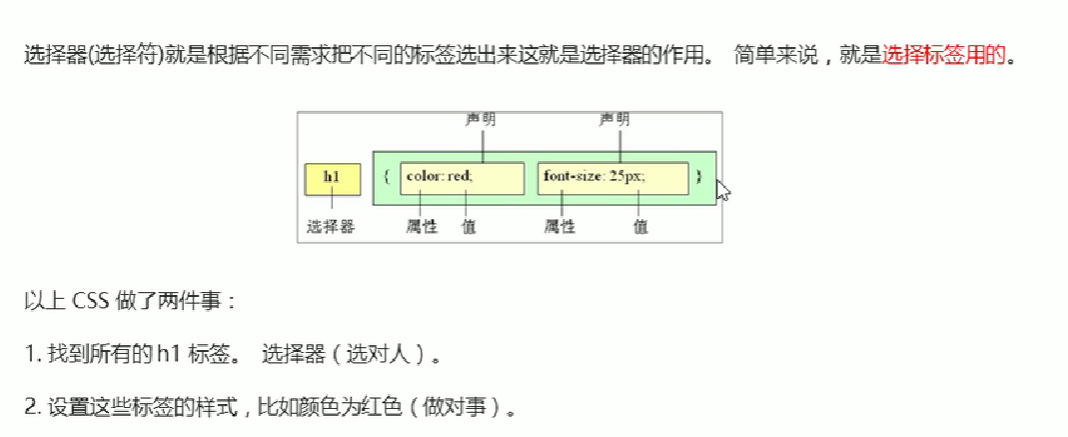 选择器(选择符)就是根据不同需求把不同的标签选出来这就是选择器的作用。 简单来说，就是选择标签用的。
声明 声明
h1 { color: red; font-size: 25px; }
选择器 属性 值 属性 值
以上 CSS 做了两件事：
1. 找到所有的 h1 标签。 选择器（选对人）。
2. 设置这些标签的样式，比如颜色为红色（做对事）。